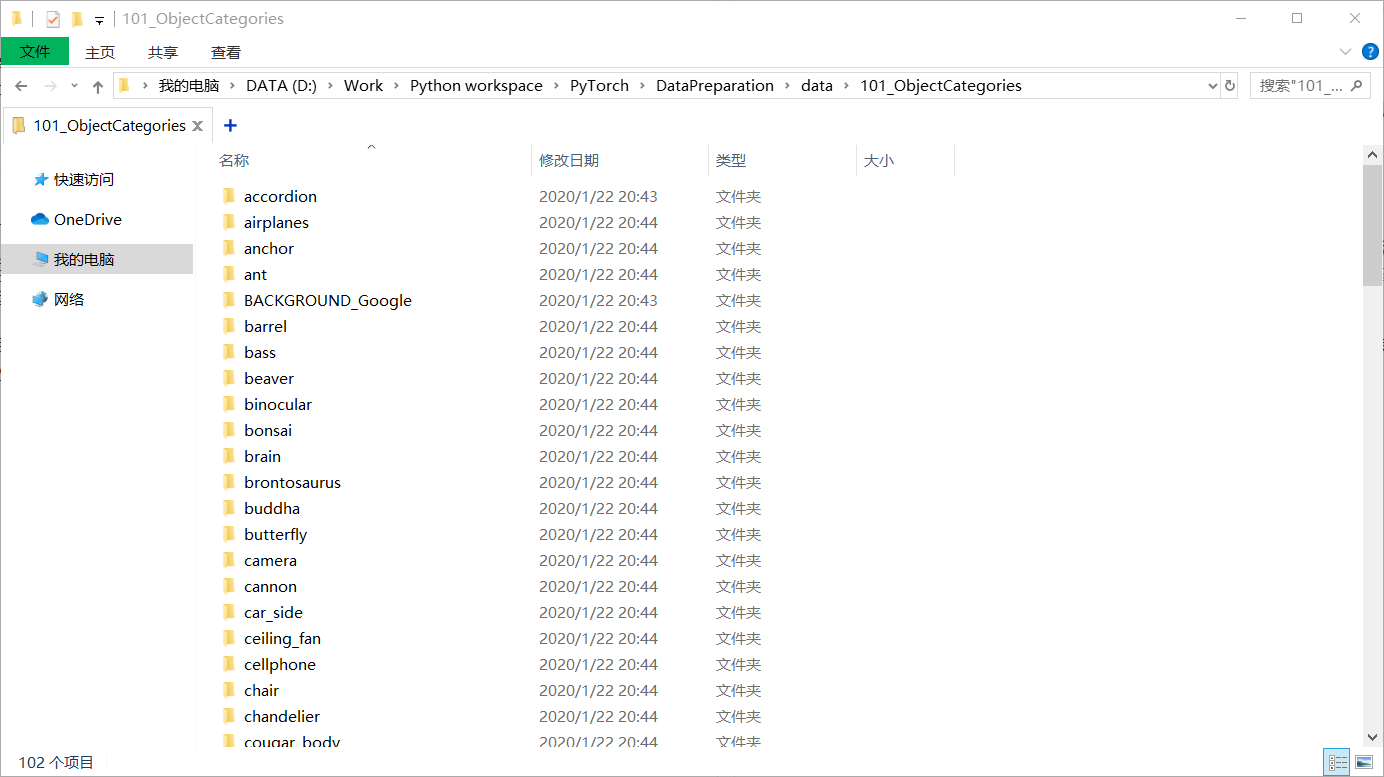 101_ObjectCategories
文件 主页 共享 查看
我的电脑 DATA (D:) Work Python workspace PyTorch DataPreparation data 101_ObjectCategories 搜索"101_...
101_ObjectCategories
名称 修改日期 类型 大小
快速访问
OneDrive
我的电脑
网络
accordion 2020/1/22 20:43 文件夹
airplanes 2020/1/22 20:44 文件夹
anchor 2020/1/22 20:44 文件夹
ant 2020/1/22 20:44 文件夹
BACKGROUND_Google 2020/1/22 20:43 文件夹
barrel 2020/1/22 20:44 文件夹
bass 2020/1/22 20:44 文件夹
beaver 2020/1/22 20:44 文件夹
binocular 2020/1/22 20:44 文件夹
bonsai 2020/1/22 20:44 文件夹
brain 2020/1/22 20:44 文件夹
brontosaurus 2020/1/22 20:44 文件夹
buddha 2020/1/22 20:44 文件夹
butterfly 2020/1/22 20:44 文件夹
camera 2020/1/22 20:44 文件夹
cannon 2020/1/22 20:44 文件夹
car_side 2020/1/22 20:44 文件夹
ceiling_fan 2020/1/22 20:44 文件夹
cellphone 2020/1/22 20:44 文件夹
chair 2020/1/22 20:44 文件夹
chandelier 2020/1/22 20:44 文件夹
cougar_body 2020/1/22 20:44 文件夹
102 个项目